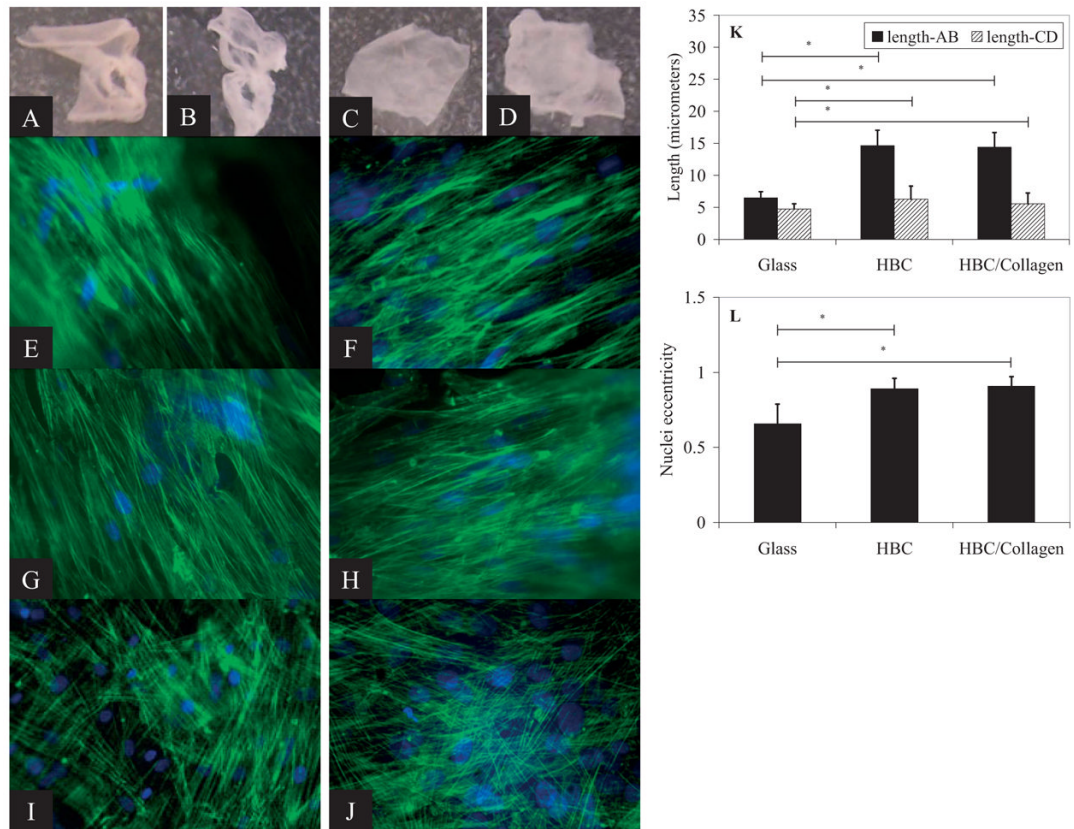 A
B
C
D
E
F
G
H
I
J
K
length-AB
length-CD
*
*
*
*
35
30
25
20
15
10
5
0
Length (micrometers)
Glass
HBC
HBC/Collagen
L
*
*
1.5
1
0.5
0
Nuclei eccentricity
Glass
HBC
HBC/Collagen